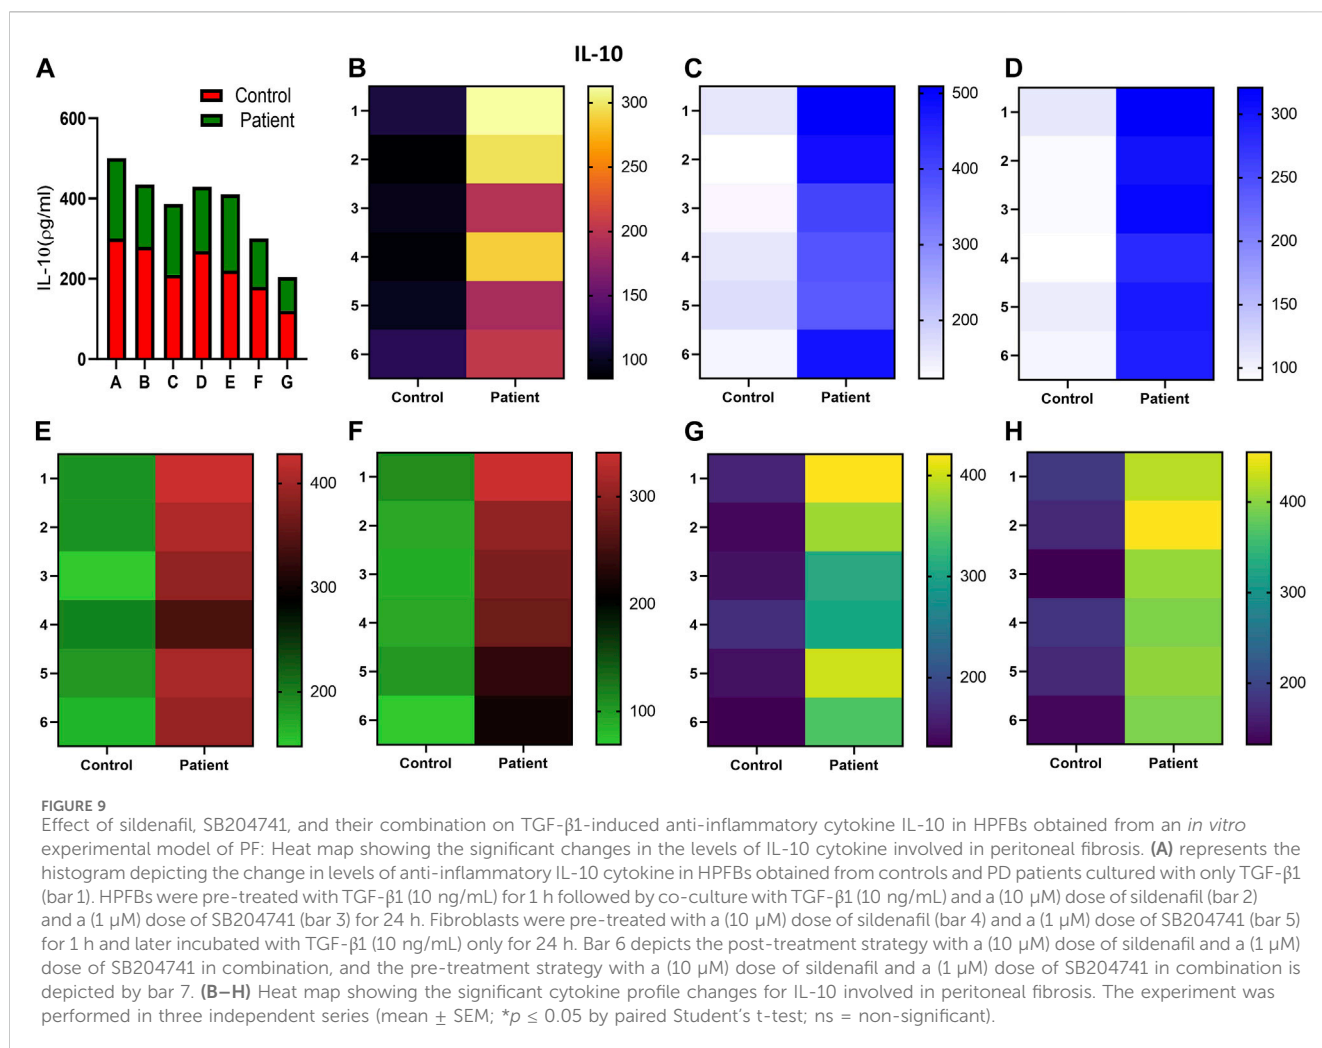 IL-10
A
Control
Patient
IL-10(ρg/ml)
600
400
200
0
A B C D E F G
B
1
2
3
4
5
6
Control Patient
300
250
200
150
100
C
Control Patient
500
400
300
200
D
1
2
3
4
5
6
Control Patient
300
250
200
150
100
E
1
2
3
4
5
6
Control Patient
400
300
200
F
1
2
3
4
5
6
Control Patient
300
200
100
G
1
2
3
4
5
6
Control Patient
400
300
200
H
1
2
3
4
5
6
Control Patient
400
300
200
FIGURE 9
Effect of sildenafil, SB204741, and their combination on TGF-β1-induced anti-inflammatory cytokine IL-10 in HPFBs obtained from an in vitro
experimental model of PF: Heat map showing the significant changes in the levels of IL-10 cytokine involved in peritoneal fibrosis. (A) represents the
histogram depicting the change in levels of anti-inflammatory IL-10 cytokine in HPFBs obtained from controls and PD patients cultured with only TGF-β1
(bar 1). HPFBs were pre-treated with TGF-β1 (10 ng/mL) for 1 h followed by co-culture with TGF-β1 (10 ng/mL) and a (10 μM) dose of sildenafil (bar 2)
and a (1 μM) dose of SB204741 (bar 3) for 24 h. Fibroblasts were pre-treated with a (10 μM) dose of sildenafil (bar 4) and a (1 μM) dose of SB204741 (bar 5)
for 1 h and later incubated with TGF-β1 (10 ng/mL) only for 24 h. Bar 6 depicts the post-treatment strategy with a (10 μM) dose of sildenafil and a (1 μM)
dose of SB204741 in combination, and the pre-treatment strategy with a (10 μM) dose of sildenafil and a (1 μM) dose of SB204741 in combination is
depicted by bar 7. (B–H) Heat map showing the significant cytokine profile changes for IL-10 involved in peritoneal fibrosis. The experiment was
performed in three independent series (mean ± SEM; *p ≤ 0.05 by paired Student's t-test; ns = non-significant).